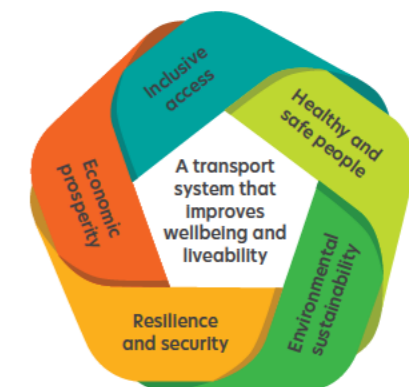 Inclusive
access
Healthy and
safe people
Economic
prosperity
A transport
system that
improves
wellbeing and
liveability
Environmental
sustainability
Resilience
and security